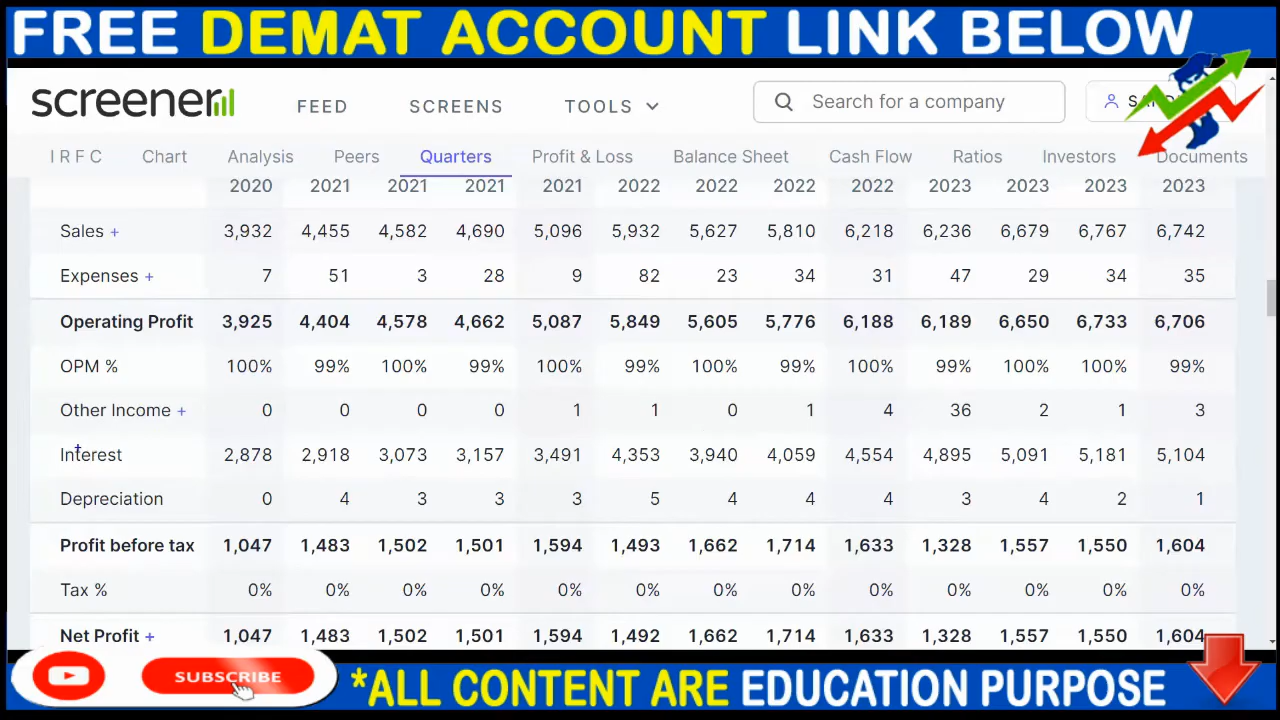 FREE DEMAT ACCOUNT LINK BELOW
screener
FEED SCREENS TOOLS Search for a company
I R F C Chart Analysis Peers Quarters Profit & Loss Balance Sheet Cash Flow Ratios Investors Documents
2020 2021 2021 2021 2021 2022 2022 2022 2022 2023 2023 2023 2023
Sales + 3,932 4,455 4,582 4,690 5,096 5,932 5,627 5,810 6,218 6,236 6,679 6,767 6,742
Expenses + 7 51 3 28 9 82 23 34 31 47 29 34 35
Operating Profit 3,925 4,404 4,578 4,662 5,087 5,849 5,605 5,776 6,188 6,189 6,650 6,733 6,706
OPM % 100% 99% 100% 99% 100% 99% 100% 99% 100% 99% 100% 100% 99%
Other Income + 0 0 0 0 1 1 0 1 4 36 2 1 3
Interest 2,878 2,918 3,073 3,157 3,491 4,353 3,940 4,059 4,554 4,895 5,091 5,181 5,104
Depreciation 0 4 3 3 3 5 4 4 4 3 4 2 1
Profit before tax 1,047 1,483 1,502 1,501 1,594 1,493 1,662 1,714 1,633 1,328 1,557 1,550 1,604
Tax % 0% 0% 0% 0% 0% 0% 0% 0% 0% 0% 0% 0% 0%
Net Profit + 1,047 1,483 1,502 1,501 1,594 1,492 1,662 1,714 1,633 1,328 1,557 1,550 1,604
SUBSCRIBE
*ALL CONTENT ARE EDUCATION PURPOSE